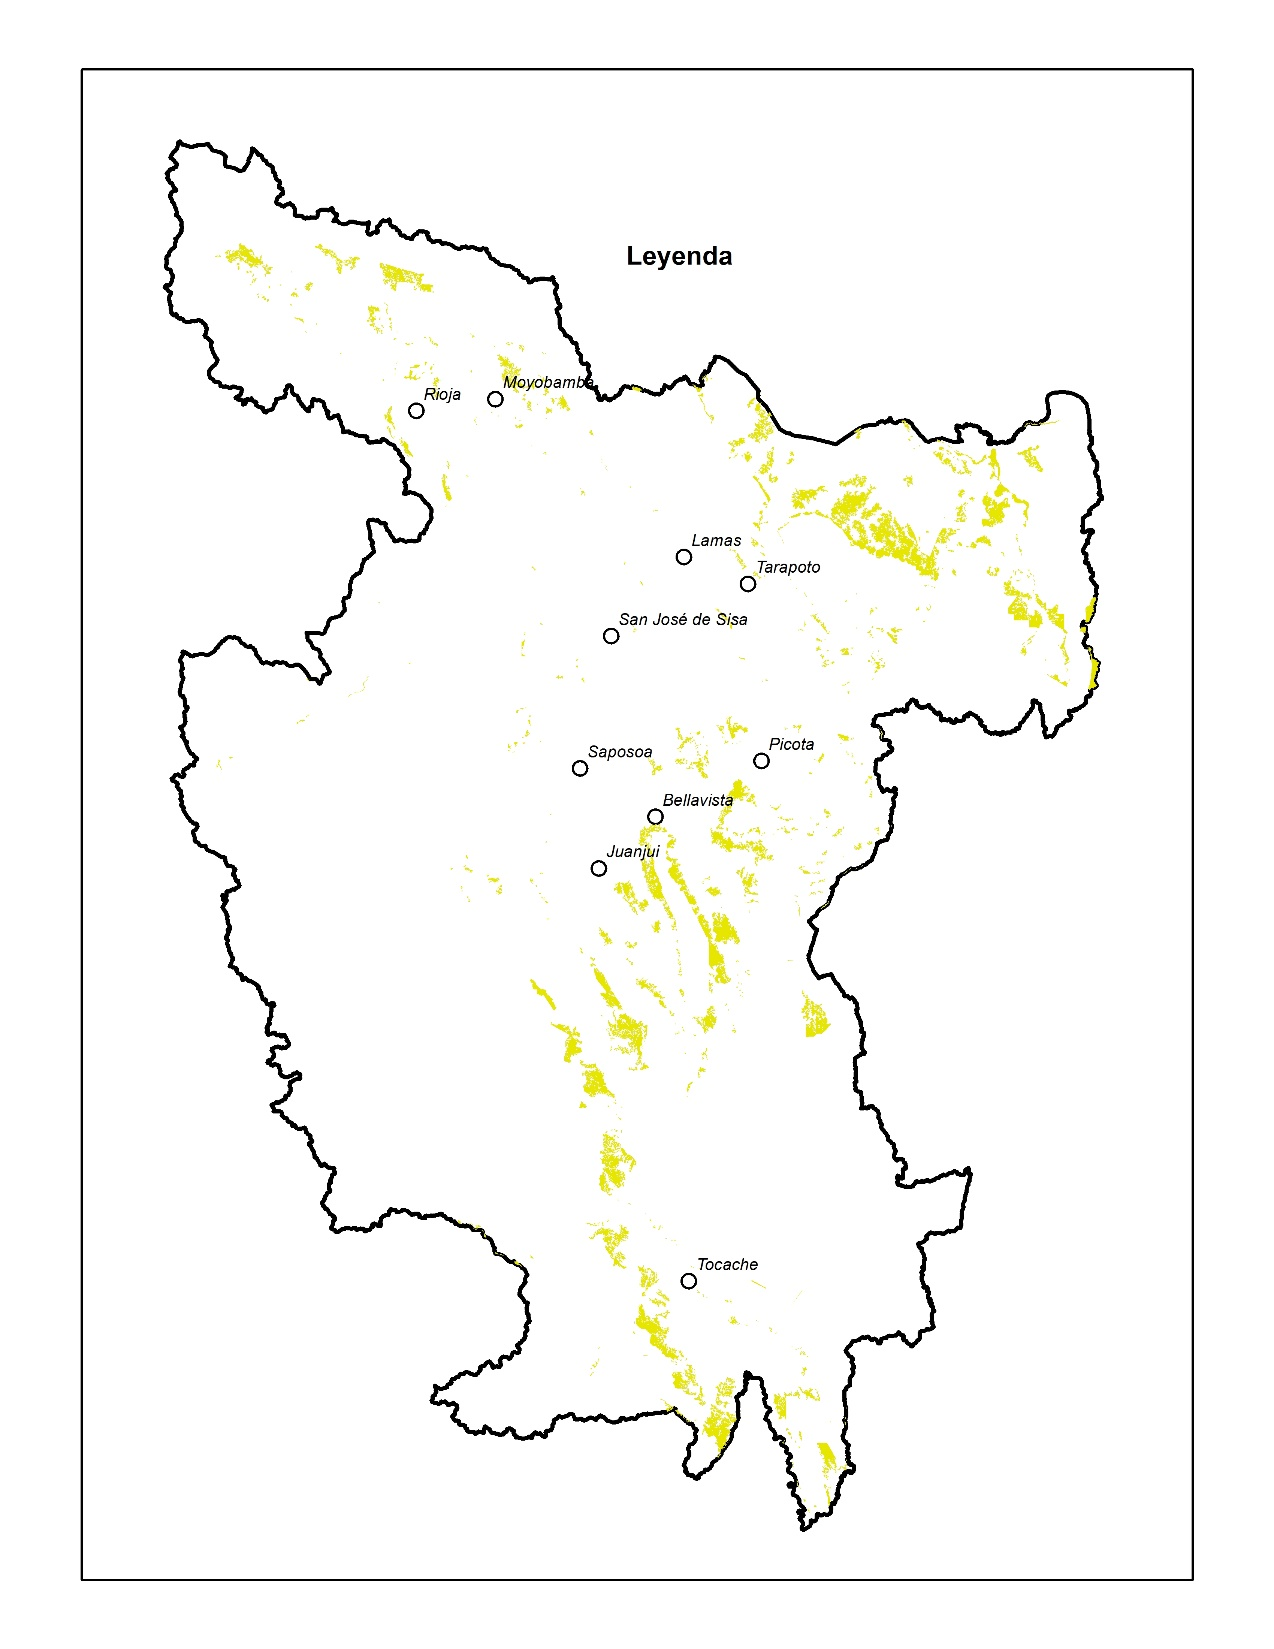 Leyenda
Moyobamba
Rioja
Lamas
Tarapoto
San José de Sisa
Picota
Saposoa
Bellavista
Juanjui
Tocache